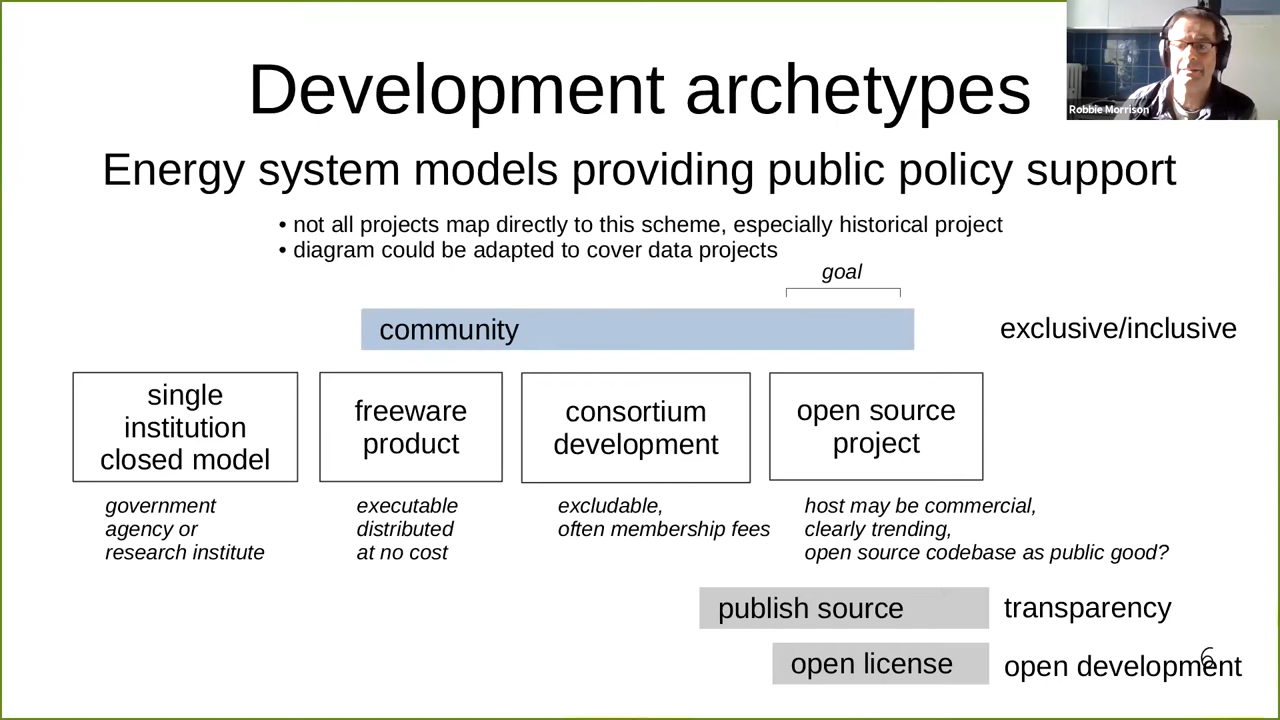 Robbie Morrison
Development archetypes
Energy system models providing public policy support
• not all projects map directly to this scheme, especially historical project
• diagram could be adapted to cover data projects
goal
community
exclusive/inclusive
single
institution
closed model
freeware
product
consortium
development
open source
project
government
agency or
research institute
executable
distributed
at no cost
excludable,
often membership fees
host may be commercial,
clearly trending,
open source codebase as public good?
publish source
transparency
open license
open development
6